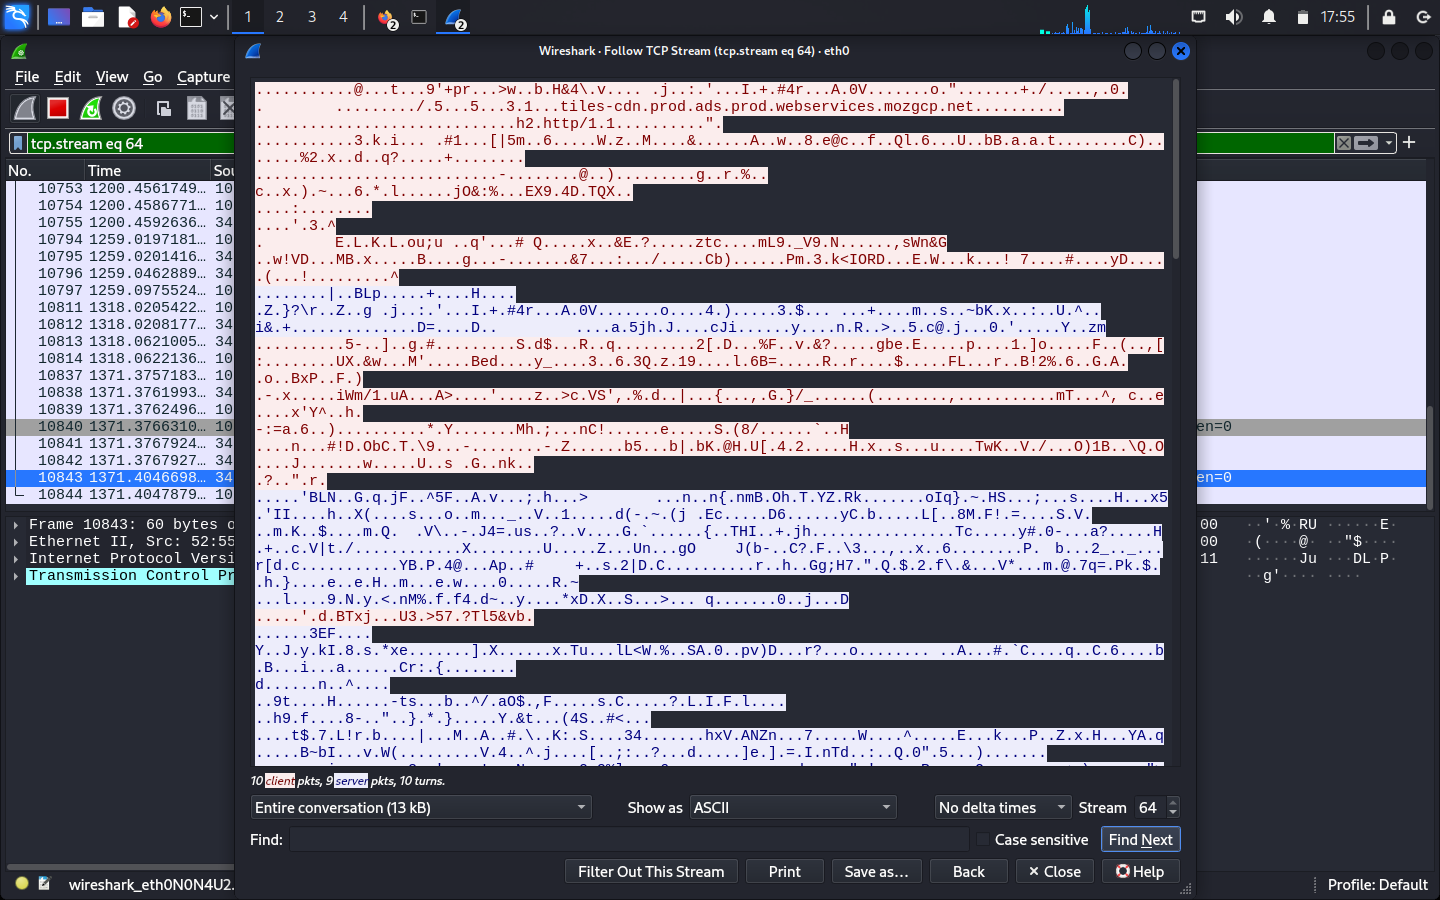 1 2 3 4 2 2 17:55
Wireshark · Follow TCP Stream (tcp.stream eq 64) · eth0
File Edit View Go Capture
tcp.stream eq 64
No. Time Sou
10753 1200.4561749… 10
10754 1200.4586771… 10
10755 1200.4592636… 34
10794 1259.0197181… 10
10795 1259.0201416… 34
10796 1259.0462889… 34
10797 1259.0975524… 10
10811 1318.0205422… 10
10812 1318.0208177… 34
10813 1318.0621005… 34
10814 1318.0622136… 10
10837 1371.3757183… 10
10838 1371.3761993… 34
10839 1371.3762496… 10
10840 1371.3766310… 10 en=0
10841 1371.3767924… 34
10842 1371.3767927… 34
10843 1371.4046698… 34 en=0
10844 1371.4047879… 10
Frame 10843: 60 bytes o
Ethernet II, Src: 52:55
Internet Protocol Versi
Transmission Control Pr
00 ··'·%·RU ······E·
00 ·(····@· ··"$····
11 ······Ju ···DL·P·
··g'···· ····
...........@...t...9'+pr...>w..b.H&4\.v.... .j..:.'...I.+.#4r...A.0V.......o.".......+./.....,.0.
. ........./.5...5...3.1...tiles-cdn.prod.ads.prod.webservices.mozgcp.net..........
.............................h2.http/1.1..........".
...........3.k.i... .#1...[|5m..6.....W.z..M....&......A..w..8.e@c..f..Ql.6...U..bB.a.a.t........C)..
.....%2.x..d..q?.....+........
...........................-........@..).........g..r.%..
c..x.).~...6.*.l......jO&:%...EX9.4D.TQX..
....:........
....'.3.^
. E.L.K.L.ou;u ..q'...# Q.....x..&E.?.....ztc....mL9._V9.N......,sWn&G
..w!VD...MB.x.....B....g...-.......&7...:.../.....Cb)......Pm.3.k<IORD...E.W...k...! 7....#....yD....
.(...!.........^
........|..BLp.....+....H....
.Z.}?\r..Z..g .j..:.'...I.+.#4r...A.0V.......o....4.).....3.$... ...+....m..s..~bK.x..:..U.^..
i&.+..............D=....D.. ....a.5jh.J....cJi......y....n.R..>..5.c@.j...0.'.....Y..zm
..........5-..]..g.#.........S.d$...R..q.........2[.D...%F..v.&?.....gbe.E.....p....1.]o.....F..(..,[
:........UX.&w...M'.....Bed....y_....3..6.3Q.z.19....l.6B=.....R..r....$.....FL...r..B!2%.6..G.A.
.o..BxP..F.)
.-.x.....iWm/1.uA...A>....'....z..>c.VS',.%.d..|...{...,.G.}/_......(........,...........mT...^, c..e
....x'Y^..h.
-:=a.6..)..........*.Y.......Mh.;...nC!......e.....S.(8/......`..H
....n...#!D.ObC.T.\9...-........-.Z......b5...b|.bK.@H.U[.4.2.....H.x..s...u....TwK..V./...O)1B..\Q.O
....J.......w.....U..s .G..nk..
.?..".r.
.....'BLN..G.q.jF..^5F..A.v...;.h...> ...n..n{.nmB.Oh.T.YZ.Rk.......oIq}.~.HS...;...s....H...x5
.'II....h..X(....s...o..m..._..V..1.....d(-.~.(j .Ec.....D6......yC.b.....L[..8M.F!.=....S.V.
..m.K..$....m.Q....V\..-.J4=.us..?..v....G.`......{..THI..+.jh................Tc.....y#.0-...a?.....H
.+..c.V|t./............X........U.....Z...Un...gO J(b-..C?.F..\3...,..x..6........P. b...2_.._...
r[d.c...........YB.P.4@...Ap..# +..s.2|D.C..........r..h..Gg;H7.".Q.$.2.f\.&...V*...m.@.7q=.Pk.$.
.h.}....e..e.H..m...e.w....0.....R.~
...l....9.N.y.<.nM%.f.f4.d~..y....*xD.X..S...>... q.......0..j...D
.....'.d.BTxj...U3.>57.?Tl5&vb.
......3EF....
Y..J.y.kI.8.s.*xe.......].X......x.Tu...lL<W.%..SA.0..pv)D...r?...o........ ..A...#.`C....q..C.6....b
.B...i...a......Cr:.{........
d......n..^....
..9t....H......-ts...b..^/.aO$.,F.....s.C.....?.L.I.F.l....
..h9.f....8-.."..}.*.}.....Y.&t...(4S..#<...
....t$.7.L!r.b....|...M..A..#.\..K:.S....34.......hxV.ANZn...7.....W....^.....E...k...P..Z.x.H...YA.q
.....B~bI...v.W(.........V.4..^.j....[..;:..?...d.....]e.].=.I.nTd..:..Q.0".5...).......
10 client pkts, 9 server pkts, 10 turns.
Entire conversation (13 kB) Show as ASCII No delta times Stream 64
Find: Case sensitive Find Next
Filter Out This Stream Print Save as… Back Close Help
wireshark_eth0N0N4U2. Profile: Default